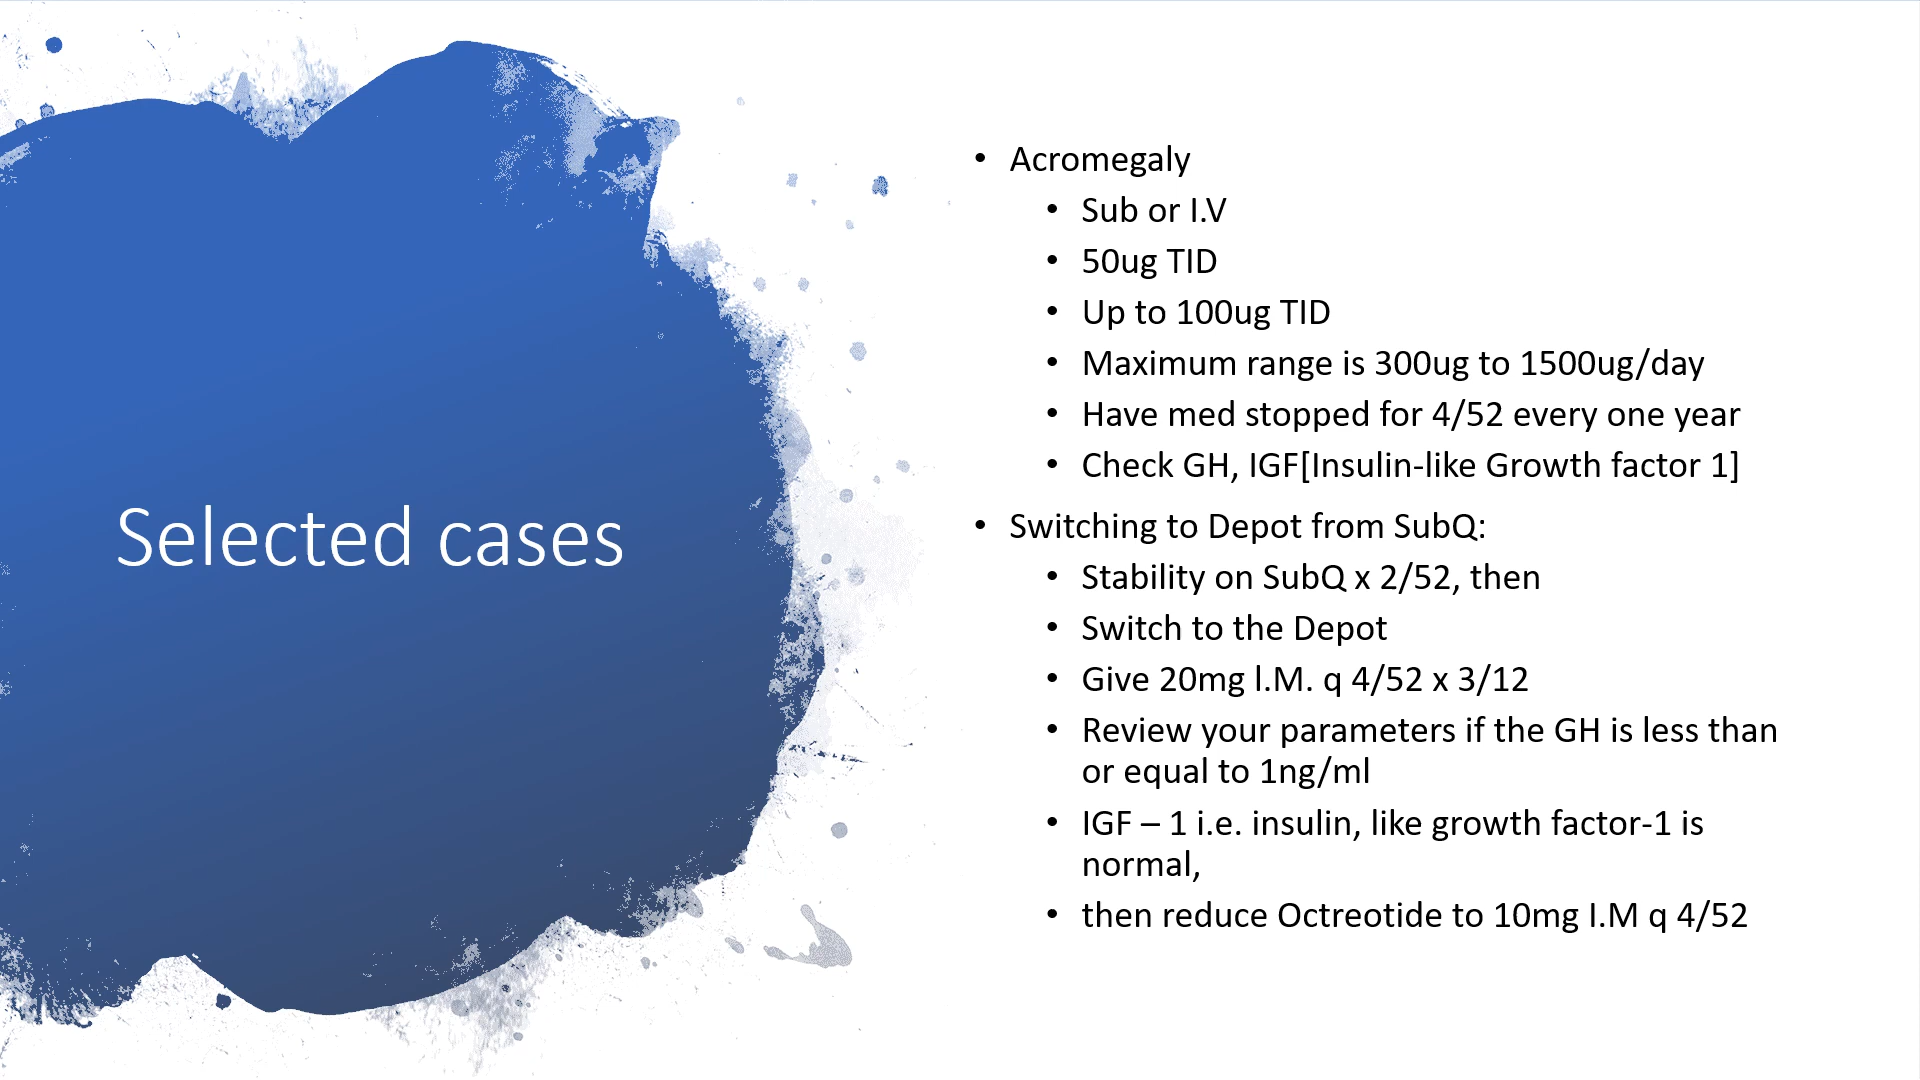 Selected cases
• Acromegaly
• Sub or I.V
• 50ug TID
• Up to 100ug TID
• Maximum range is 300ug to 1500ug/day
• Have med stopped for 4/52 every one year
• Check GH, IGF[Insulin-like Growth factor 1]
• Switching to Depot from SubQ:
• Stability on SubQ x 2/52, then
• Switch to the Depot
• Give 20mg l.M. q 4/52 x 3/12
• Review your parameters if the GH is less than
or equal to 1ng/ml
• IGF – 1 i.e. insulin, like growth factor-1 is
normal,
• then reduce Octreotide to 10mg I.M q 4/52